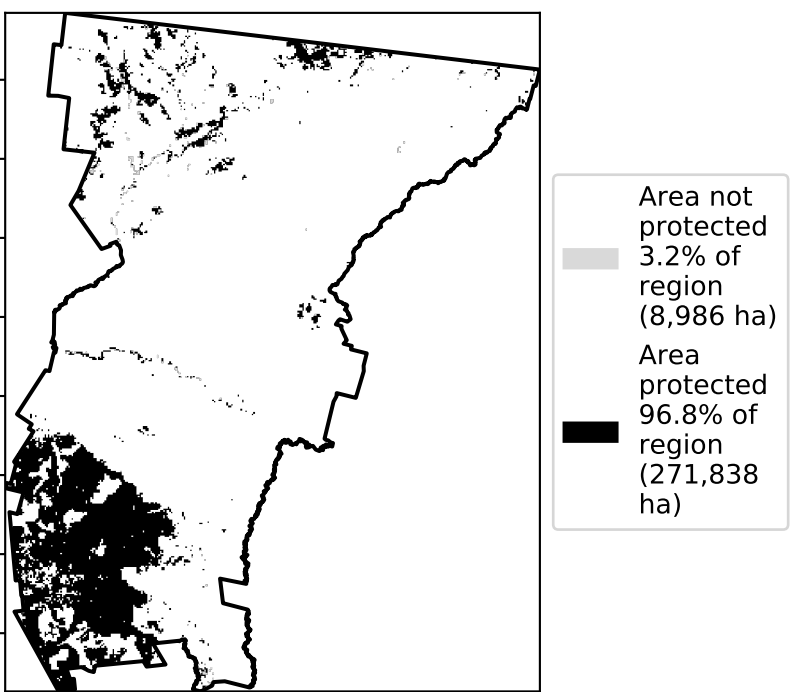 Area not
protected
3.2% of
region
(8,986 ha)
Area
protected
96.8% of
region
(271,838
ha)